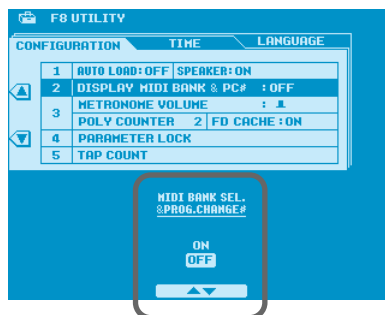 F8 UTILITY
CONFIGURATION TIME LANGUAGE
1 AUTO LOAD:OFF SPEAKER:ON
2 DISPLAY MIDI BANK & PC# :OFF
3 METRONOME VOLUME :
POLY COUNTER 2 FD CACHE:ON
4 PARAMETER LOCK
5 TAP COUNT
MIDI BANK SEL.
&PROG.CHANGE#
ON
OFF